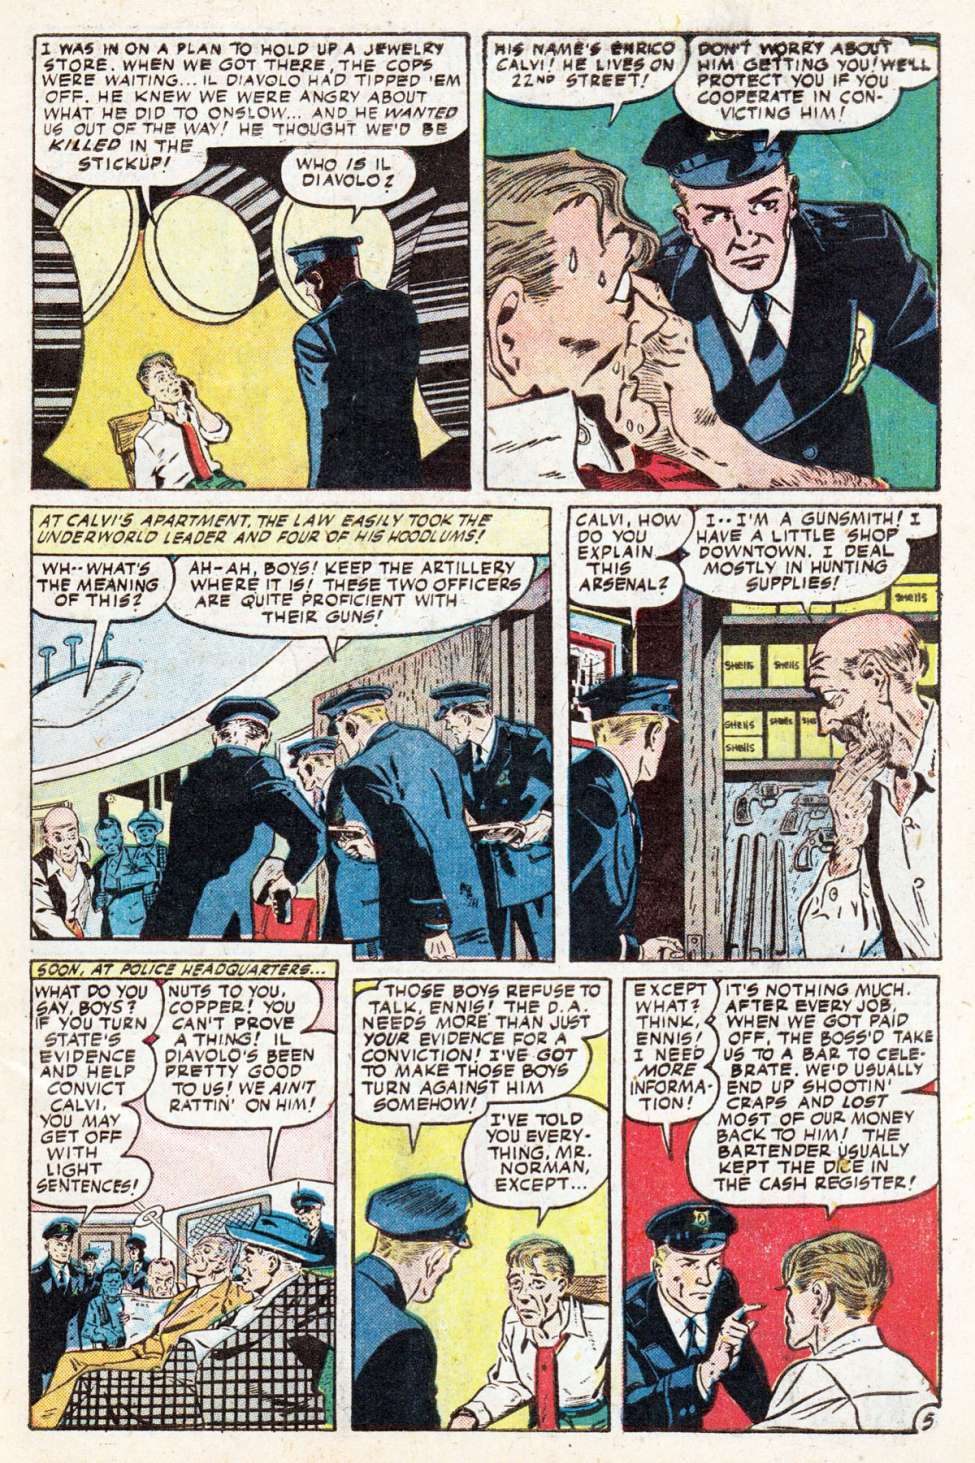 I WAS IN ON A PLAN TO HOLD UP A JEWELRY
STORE. WHEN WE GOT THERE, THE COPS
WERE WAITING... IL DIAVOLO HAD TIPPED 'EM
OFF. HE KNEW WE WERE ANGRY ABOUT
WHAT HE DID TO ONSLOW... AND HE WANTED
US OUT OF THE WAY! HE THOUGHT WE'D BE
KILLED IN THE
STICKUP!
WHO IS IL
DIAVOLO?
HIS NAME'S ENRICO
CALVI! HE LIVES ON
22ND STREET!
DON'T WORRY ABOUT
HIM GETTING YOU! WE'LL
PROTECT YOU IF YOU
COOPERATE IN CON-
VICTING HIM!
AT CALVI'S APARTMENT, THE LAW EASILY TOOK THE
UNDERWORLD LEADER AND FOUR OF HIS HOODLUMS!
WH--WHAT'S
THE MEANING
OF THIS?
AH-AH, BOYS! KEEP THE ARTILLERY
WHERE IT IS! THESE TWO OFFICERS
ARE QUITE PROFICIENT WITH
THEIR GUNS!
CALVI, HOW
DO YOU
EXPLAIN
THIS
ARSENAL?
I--I'M A GUNSMITH! I
HAVE A LITTLE SHOP
DOWNTOWN. I DEAL
MOSTLY IN HUNTING
SUPPLIES!
SHELLS
SHELLS
SHELLS
SHELLS
SHELLS
SHELLS
SOON, AT POLICE HEADQUARTERS...
WHAT DO YOU
SAY, BOYS?
IF YOU TURN
STATE'S
EVIDENCE
AND HELP
CONVICT
CALVI,
YOU MAY
GET OFF
WITH
LIGHT
SENTENCES!
NUTS TO YOU,
COPPER! YOU
CAN'T PROVE
A THING! IL
DIAVOLO'S BEEN
PRETTY GOOD
TO US! WE AIN'T
RATTIN' ON HIM!
THOSE BOYS REFUSE TO
TALK, ENNIS! THE D.A.
NEEDS MORE THAN JUST
YOUR EVIDENCE FOR A
CONVICTION! I'VE GOT
TO MAKE THOSE BOYS
TURN AGAINST HIM
SOMEHOW!
I'VE TOLD
YOU EVERY-
THING, MR.
NORMAN,
EXCEPT...
EXCEPT
WHAT?
THINK,
ENNIS!
I NEED
MORE
INFORMA-
TION!
IT'S NOTHING MUCH.
AFTER EVERY JOB,
WHEN WE GOT PAID
OFF, THE BOSS'D TAKE
US TO A BAR TO CELE-
BRATE. WE'D USUALLY
END UP SHOOTIN'
CRAPS AND LOST
MOST OF OUR MONEY
BACK TO HIM! THE
BARTENDER USUALLY
KEPT THE DICE IN
THE CASH REGISTER!
5